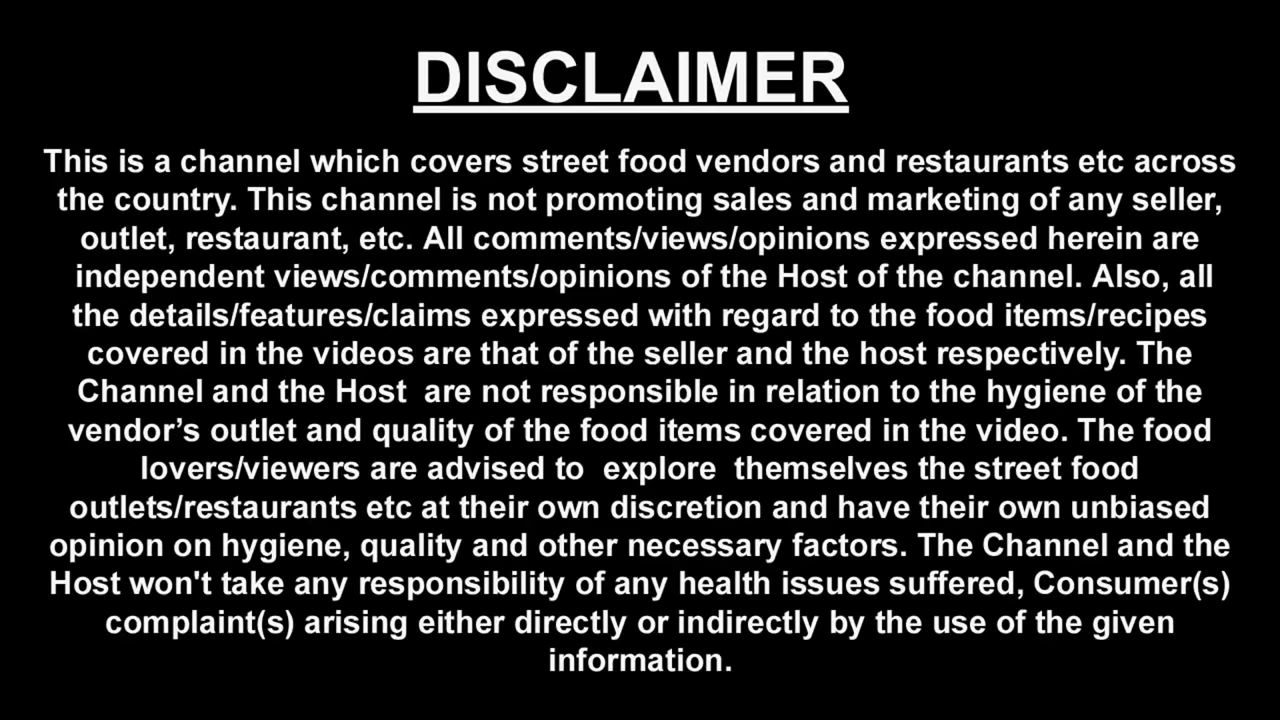 DISCLAIMER
This is a channel which covers street food vendors and restaurants etc across
the country. This channel is not promoting sales and marketing of any seller,
outlet, restaurant, etc. All comments/views/opinions expressed herein are
independent views/comments/opinions of the Host of the channel. Also, all
the details/features/claims expressed with regard to the food items/recipes
covered in the videos are that of the seller and the host respectively. The
Channel and the Host  are not responsible in relation to the hygiene of the
vendor’s outlet and quality of the food items covered in the video. The food
lovers/viewers are advised to  explore  themselves the street food
outlets/restaurants etc at their own discretion and have their own unbiased
opinion on hygiene, quality and other necessary factors. The Channel and the
Host won't take any responsibility of any health issues suffered, Consumer(s)
complaint(s) arising either directly or indirectly by the use of the given
information.